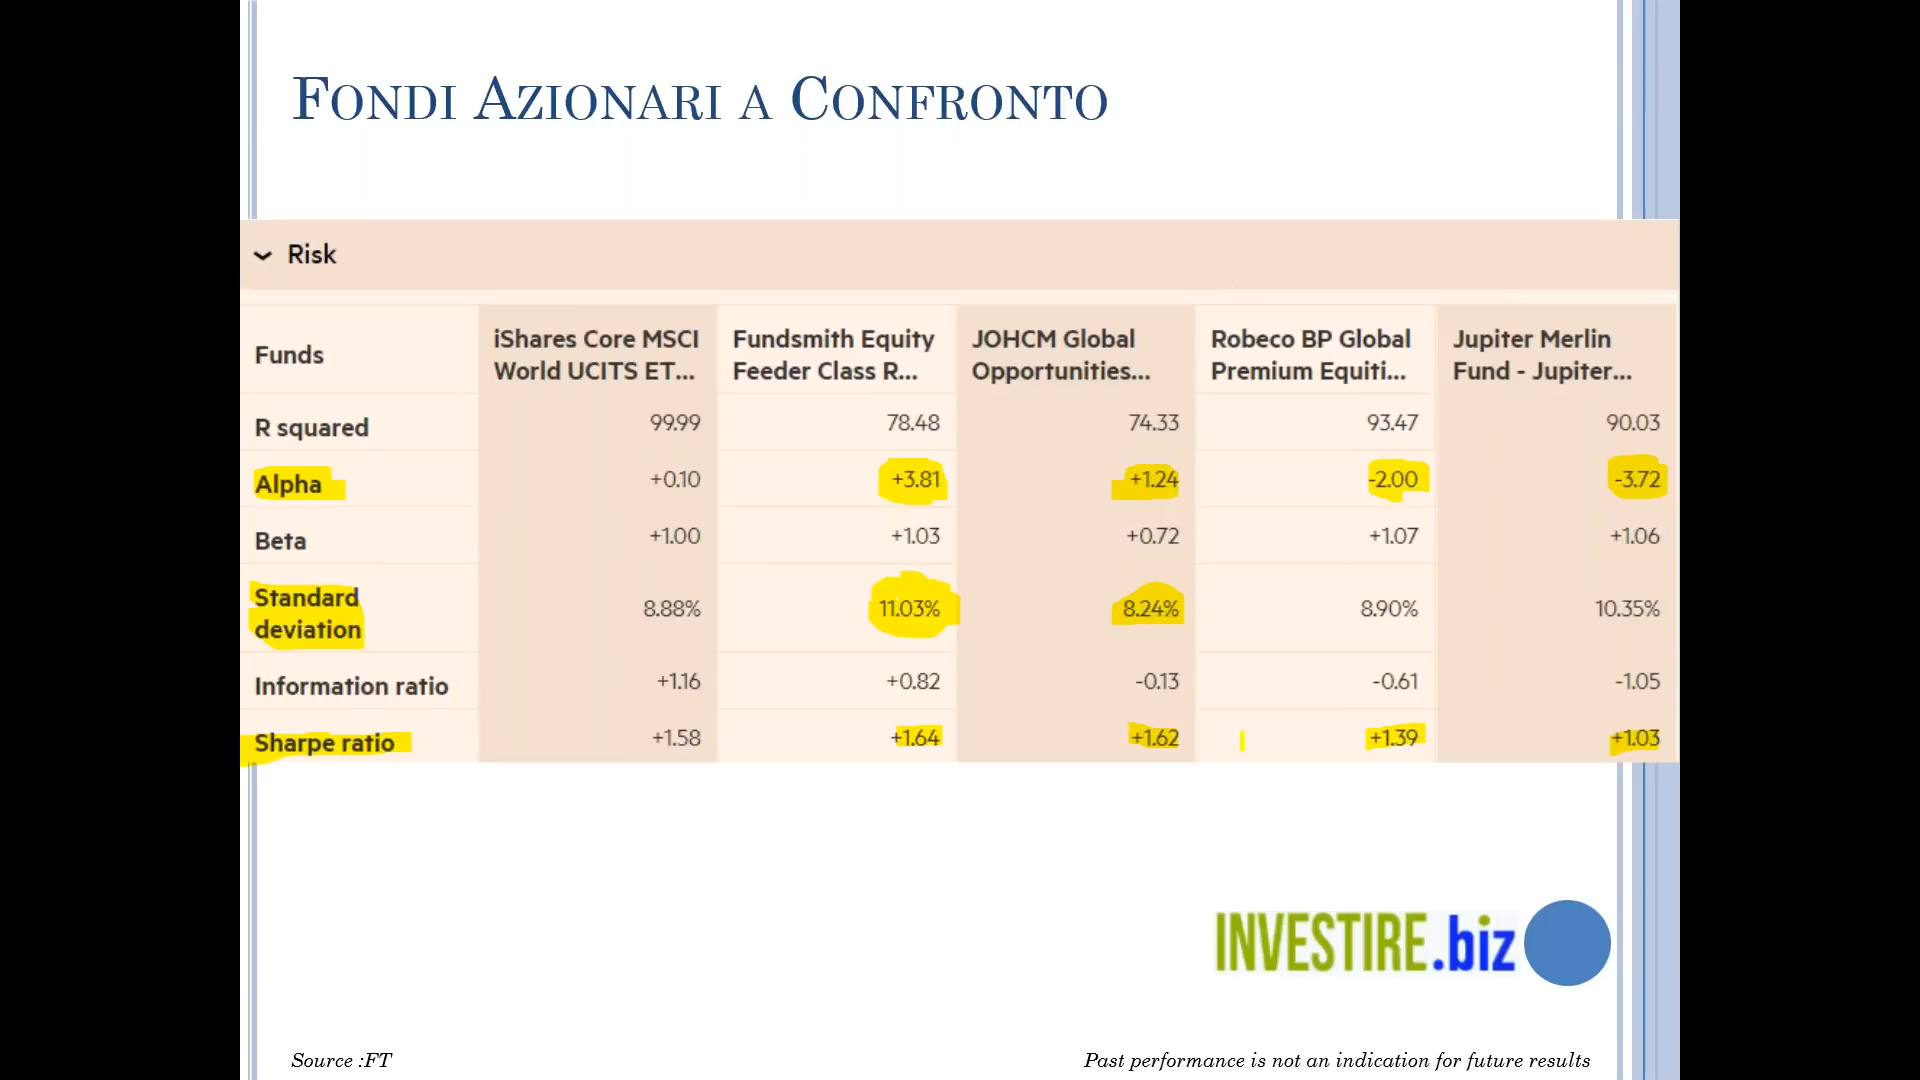 FONDI AZIONARI A CONFRONTO
Risk
Funds
iShares Core MSCI
World UCITS ET...
Fundsmith Equity
Feeder Class R...
JOHCM Global
Opportunities...
Robeco BP Global
Premium Equiti...
Jupiter Merlin
Fund - Jupiter...
R squared 99.99 78.48 74.33 93.47 90.03
Alpha +0.10 +3.81 +1.24 -2.00 -3.72
Beta +1.00 +1.03 +0.72 +1.07 +1.06
Standard
deviation 8.88% 11.03% 8.24% 8.90% 10.35%
Information ratio +1.16 +0.82 -0.13 -0.61 -1.05
Sharpe ratio +1.58 +1.64 +1.62 +1.39 +1.03
INVESTIRE.biz
Source :FT
Past performance is not an indication for future results